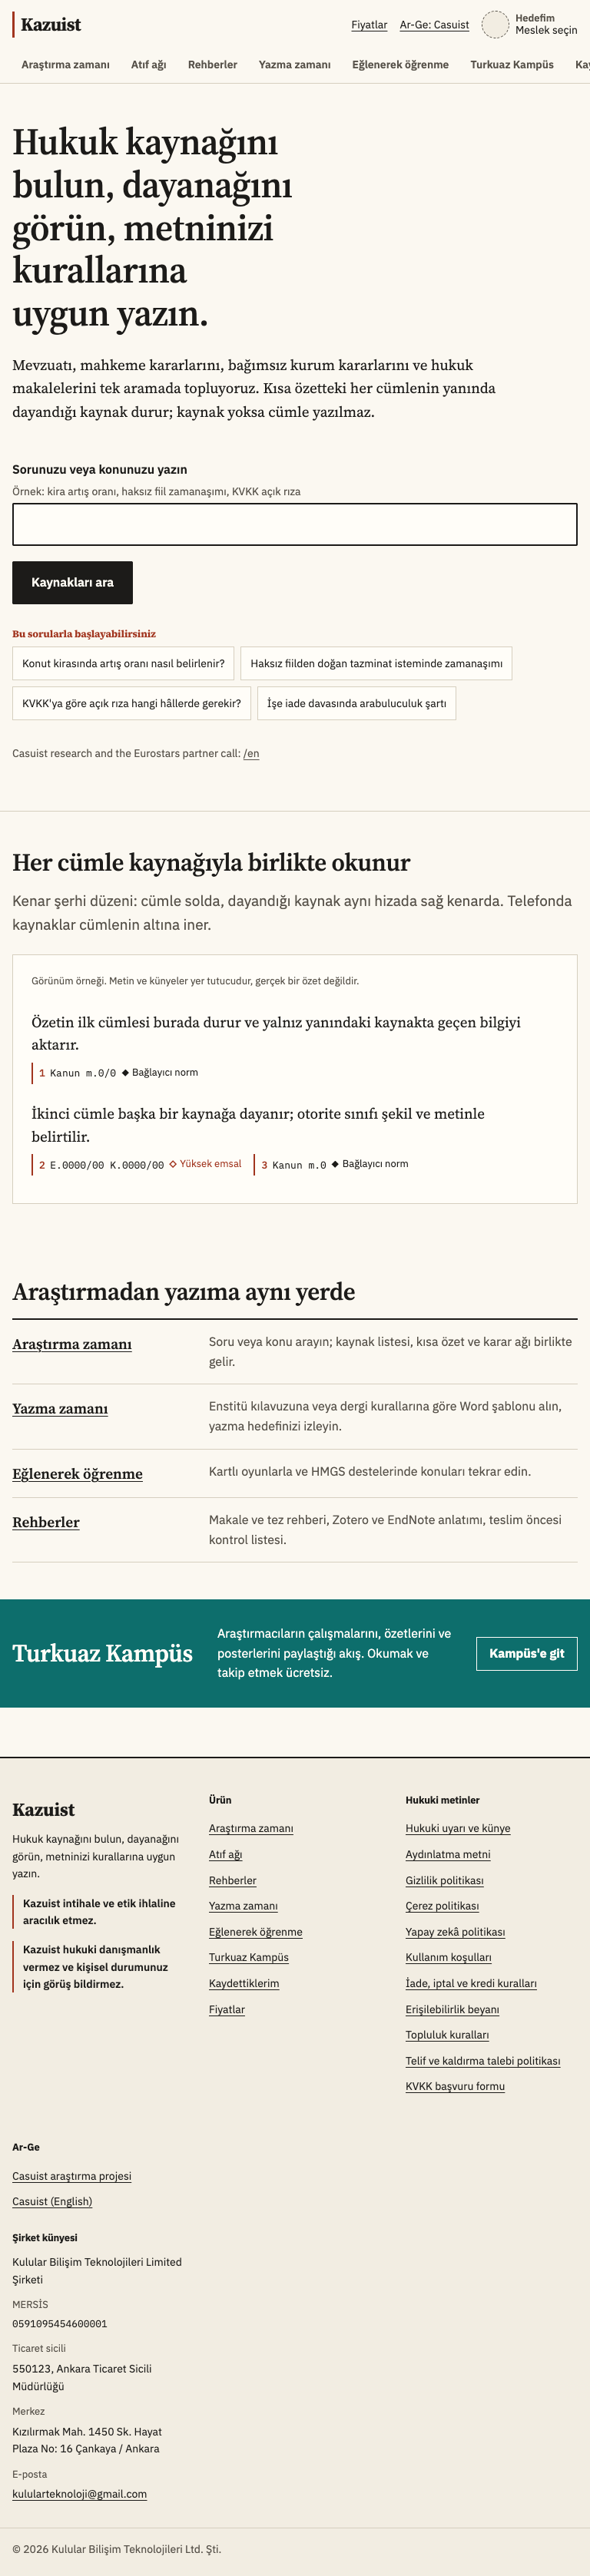 Kazuist
Fiyatlar Ar-Ge: Casuist Hedefim
Meslek seçin
Araştırma zamanı Atıf ağı Rehberler Yazma zamanı Eğlenerek öğrenme Turkuaz Kampüs
Hukuk kaynağını
bulun, dayanağını
görün, metninizi
kurallarına
uygun yazın.
Mevzuatı, mahkeme kararlarını, bağımsız kurum kararlarını ve hukuk
makalelerini tek aramada topluyoruz. Kısa özetteki her cümlenin yanında
dayandığı kaynak durur; kaynak yoksa cümle yazılmaz.
Sorunuzu veya konunuzu yazın
Örnek: kira artış oranı, haksız fiil zamanaşımı, KVKK açık rıza
Kaynakları ara
Bu sorularla başlayabilirsiniz
Konut kirasında artış oranı nasıl belirlenir? Haksız fiilden doğan tazminat isteminde zamanaşımı
KVKK'ya göre açık rıza hangi hâllerde gerekir? İşe iade davasında arabuluculuk şartı
Casuist research and the Eurostars partner call: /en
Her cümle kaynağıyla birlikte okunur
Kenar şerhi düzeni: cümle solda, dayandığı kaynak aynı hizada sağ kenarda. Telefonda
kaynaklar cümlenin altına iner.
Görünüm örneği. Metin ve künyeler yer tutucudur, gerçek bir özet değildir.
Özetin ilk cümlesi burada durur ve yalnız yanındaki kaynakta geçen bilgiyi
aktarır.
1 Kanun m.0/0 ◆ Bağlayıcı norm
İkinci cümle başka bir kaynağa dayanır; otorite sınıfı şekil ve metinle
belirtilir.
2 E.0000/00 K.0000/00 ◇ Yüksek emsal 3 Kanun m.0 ◆ Bağlayıcı norm
Araştırmadan yazıma aynı yerde
Araştırma zamanı
Soru veya konu arayın; kaynak listesi, kısa özet ve karar ağı birlikte
gelir.
Yazma zamanı
Enstitü kılavuzuna veya dergi kurallarına göre Word şablonu alın,
yazma hedefinizi izleyin.
Eğlenerek öğrenme
Kartlı oyunlarla ve HMGS destelerinde konuları tekrar edin.
Rehberler
Makale ve tez rehberi, Zotero ve EndNote anlatımı, teslim öncesi
kontrol listesi.
Turkuaz Kampüs
Araştırmacıların çalışmalarını, özetlerini ve
posterlerini paylaştığı akış. Okumak ve
takip etmek ücretsiz.
Kampüs'e git
Kazuist
Hukuk kaynağını bulun, dayanağını
görün, metninizi kurallarına uygun
yazın.
Kazuist intihale ve etik ihlaline
aracılık etmez.
Kazuist hukuki danışmanlık
vermez ve kişisel durumunuz
için görüş bildirmez.
Ürün
Araştırma zamanı
Atıf ağı
Rehberler
Yazma zamanı
Eğlenerek öğrenme
Turkuaz Kampüs
Kaydettiklerim
Fiyatlar
Hukuki metinler
Hukuki uyarı ve künye
Aydınlatma metni
Gizlilik politikası
Çerez politikası
Yapay zekâ politikası
Kullanım koşulları
İade, iptal ve kredi kuralları
Erişilebilirlik beyanı
Topluluk kuralları
Telif ve kaldırma talebi politikası
KVKK başvuru formu
Ar-Ge
Casuist araştırma projesi
Casuist (English)
Şirket künyesi
Kulular Bilişim Teknolojileri Limited
Şirketi
MERSİS
0591095454600001
Ticaret sicili
550123, Ankara Ticaret Sicili
Müdürlüğü
Merkez
Kızılırmak Mah. 1450 Sk. Hayat
Plaza No: 16 Çankaya / Ankara
E-posta
kulularteknoloji@gmail.com
© 2026 Kulular Bilişim Teknolojileri Ltd. Şti.